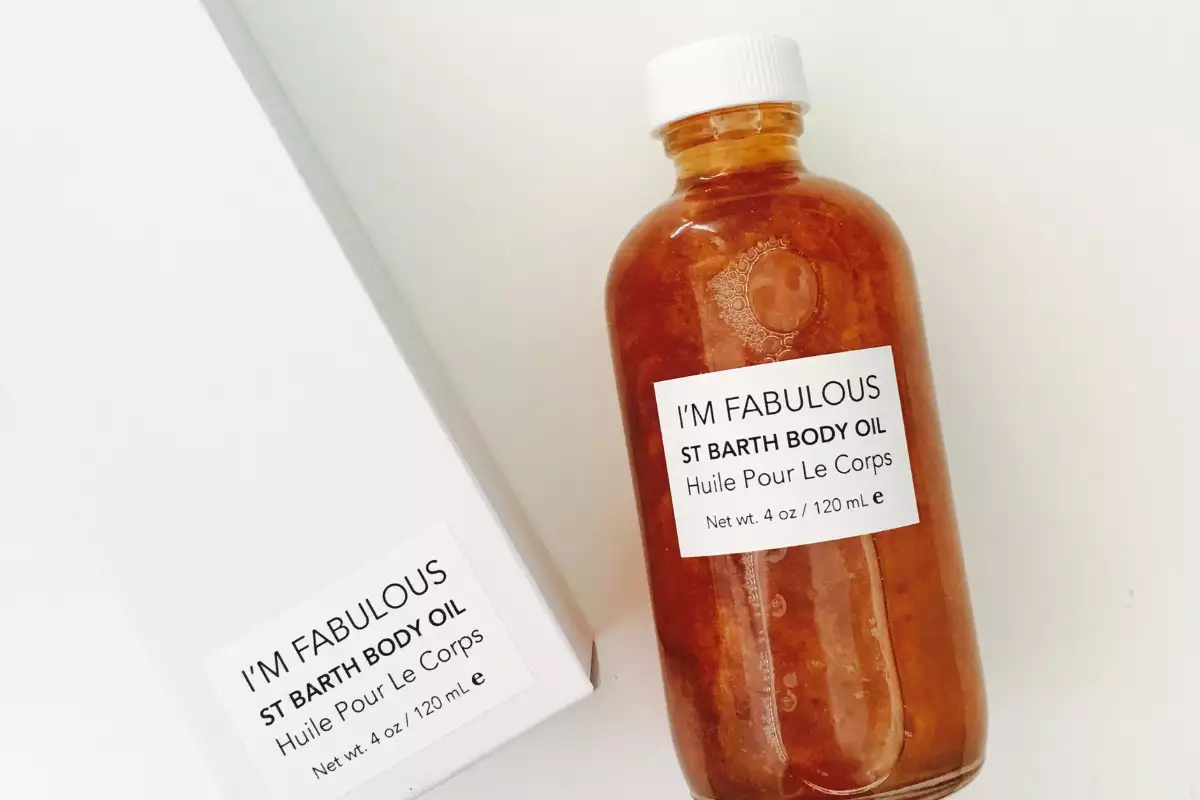 I'M FABULOUS
ST BARTH BODY OIL
Huile Pour Le Corps
Net wt. 4 oz / 120 mL e
I'M FABULOUS
ST BARTH BODY OIL
Huile Pour Le Corps
Net wt. 4 oz / 120 mL e